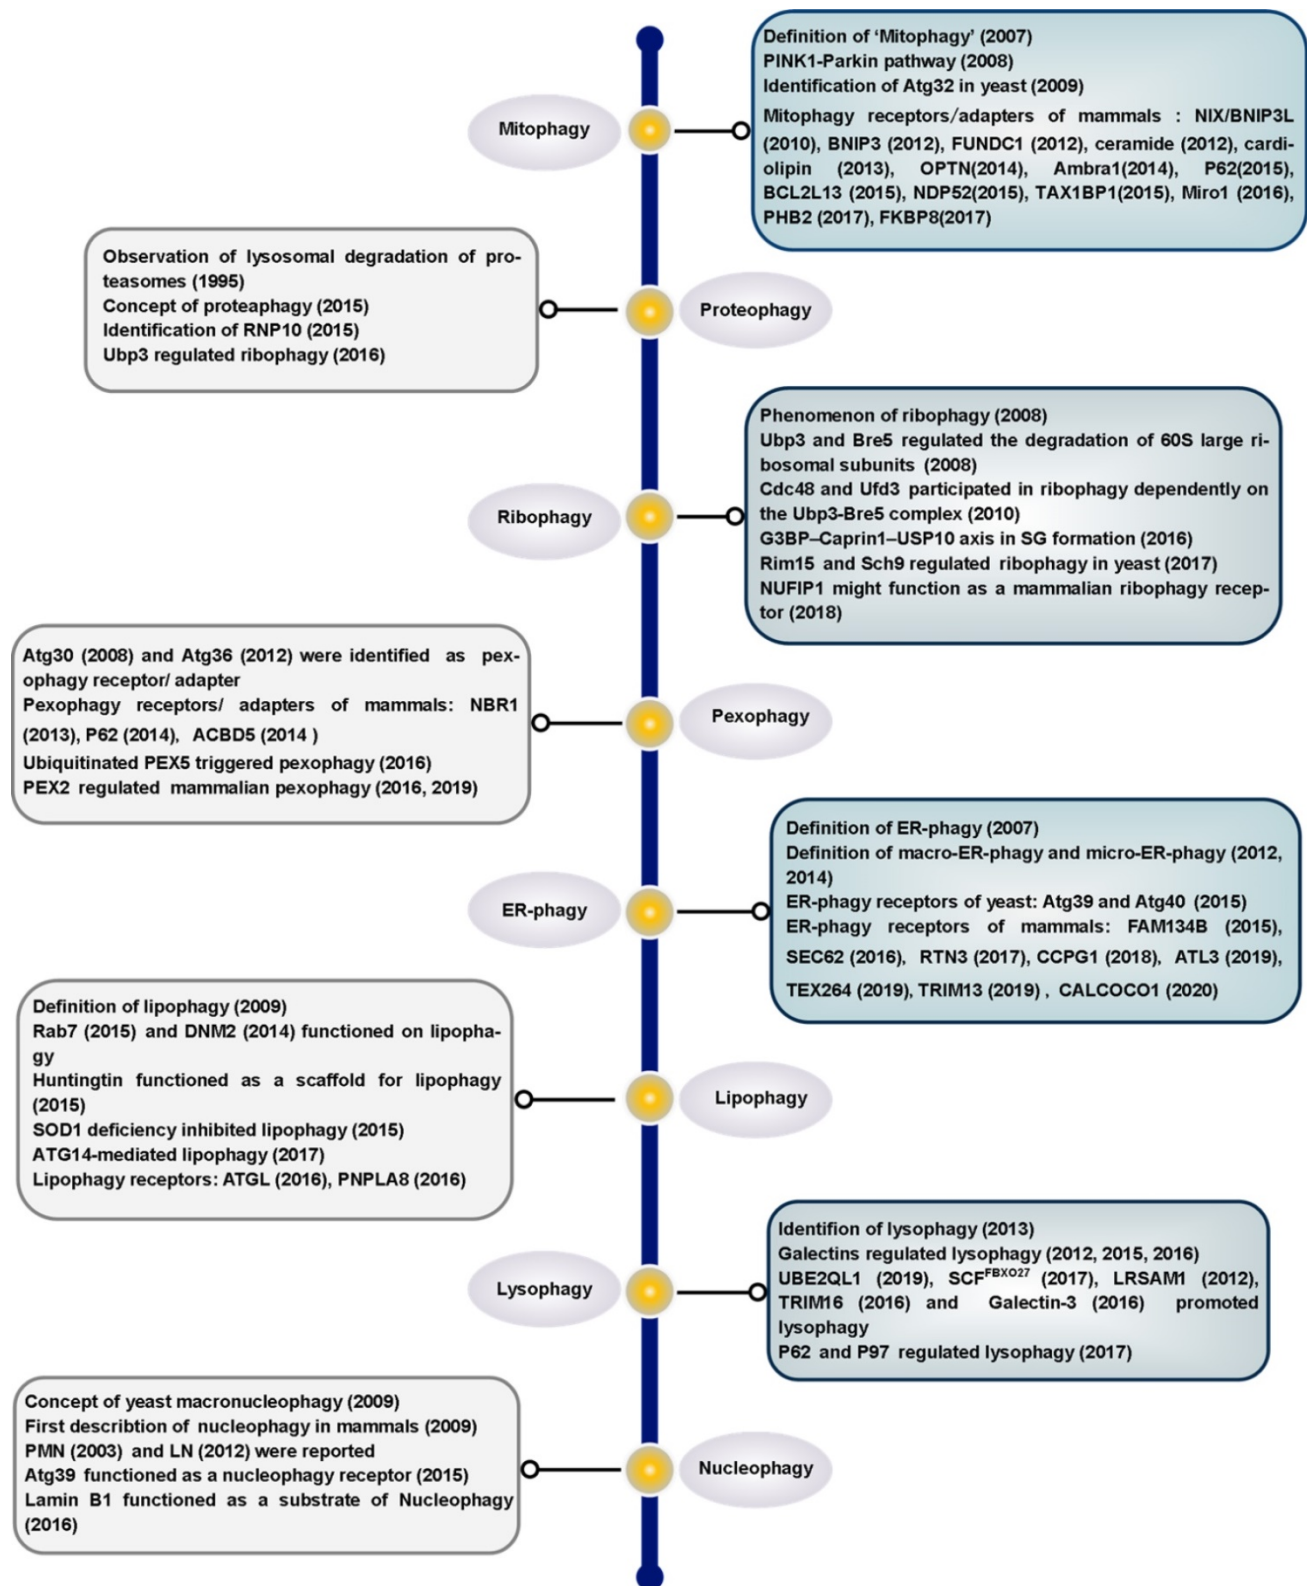 Mitophagy
Definition of ‘Mitophagy’ (2007)
PINK1-Parkin pathway (2008)
Identification of Atg32 in yeast (2009)
Mitophagy receptors/adapters of mammals : NIX/BNIP3L
(2010), BNIP3 (2012), FUNDC1 (2012), ceramide (2012), cardi-
olipin (2013), OPTN(2014), Ambra1(2014), P62(2015),
BCL2L13 (2015), NDP52(2015), TAX1BP1(2015), Miro1 (2016),
PHB2 (2017), FKBP8(2017)
Observation of lysosomal degradation of pro-
teasomes (1995)
Concept of proteaphagy (2015)
Identification of RNP10 (2015)
Ubp3 regulated ribophagy (2016)
Proteophagy
Ribophagy
Phenomenon of ribophagy (2008)
Ubp3 and Bre5 regulated the degradation of 60S large ri-
bosomal subunits (2008)
Cdc48 and Ufd3 participated in ribophagy dependently on
the Ubp3-Bre5 complex (2010)
G3BP–Caprin1–USP10 axis in SG formation (2016)
Rim15 and Sch9 regulated ribophagy in yeast (2017)
NUFIP1 might function as a mammalian ribophagy recep-
tor (2018)
Atg30 (2008) and Atg36 (2012) were identified as pex-
ophagy receptor/ adapter
Pexophagy receptors/ adapters of mammals: NBR1
(2013), P62 (2014), ACBD5 (2014 )
Ubiquitinated PEX5 triggered pexophagy (2016)
PEX2 regulated mammalian pexophagy (2016, 2019)
Pexophagy
ER-phagy
Definition of ER-phagy (2007)
Definition of macro-ER-phagy and micro-ER-phagy (2012,
2014)
ER-phagy receptors of yeast: Atg39 and Atg40 (2015)
ER-phagy receptors of mammals: FAM134B (2015),
SEC62 (2016), RTN3 (2017), CCPG1 (2018), ATL3 (2019),
TEX264 (2019), TRIM13 (2019) , CALCOCO1 (2020)
Definition of lipophagy (2009)
Rab7 (2015) and DNM2 (2014) functioned on lipopha-
gy
Huntingtin functioned as a scaffold for lipophagy
(2015)
SOD1 deficiency inhibited lipophagy (2015)
ATG14-mediated lipophagy (2017)
Lipophagy receptors: ATGL (2016), PNPLA8 (2016)
Lipophagy
Lysophagy
Identifion of lysophagy (2013)
Galectins regulated lysophagy (2012, 2015, 2016)
UBE2QL1 (2019), SCF^FBXO27 (2017), LRSAM1 (2012),
TRIM16 (2016) and Galectin-3 (2016) promoted
lysophagy
P62 and P97 regulated lysophagy (2017)
Concept of yeast macronucleophagy (2009)
First describtion of nucleophagy in mammals (2009)
PMN (2003) and LN (2012) were reported
Atg39 functioned as a nucleophagy receptor (2015)
Lamin B1 functioned as a substrate of Nucleophagy
(2016)
Nucleophagy